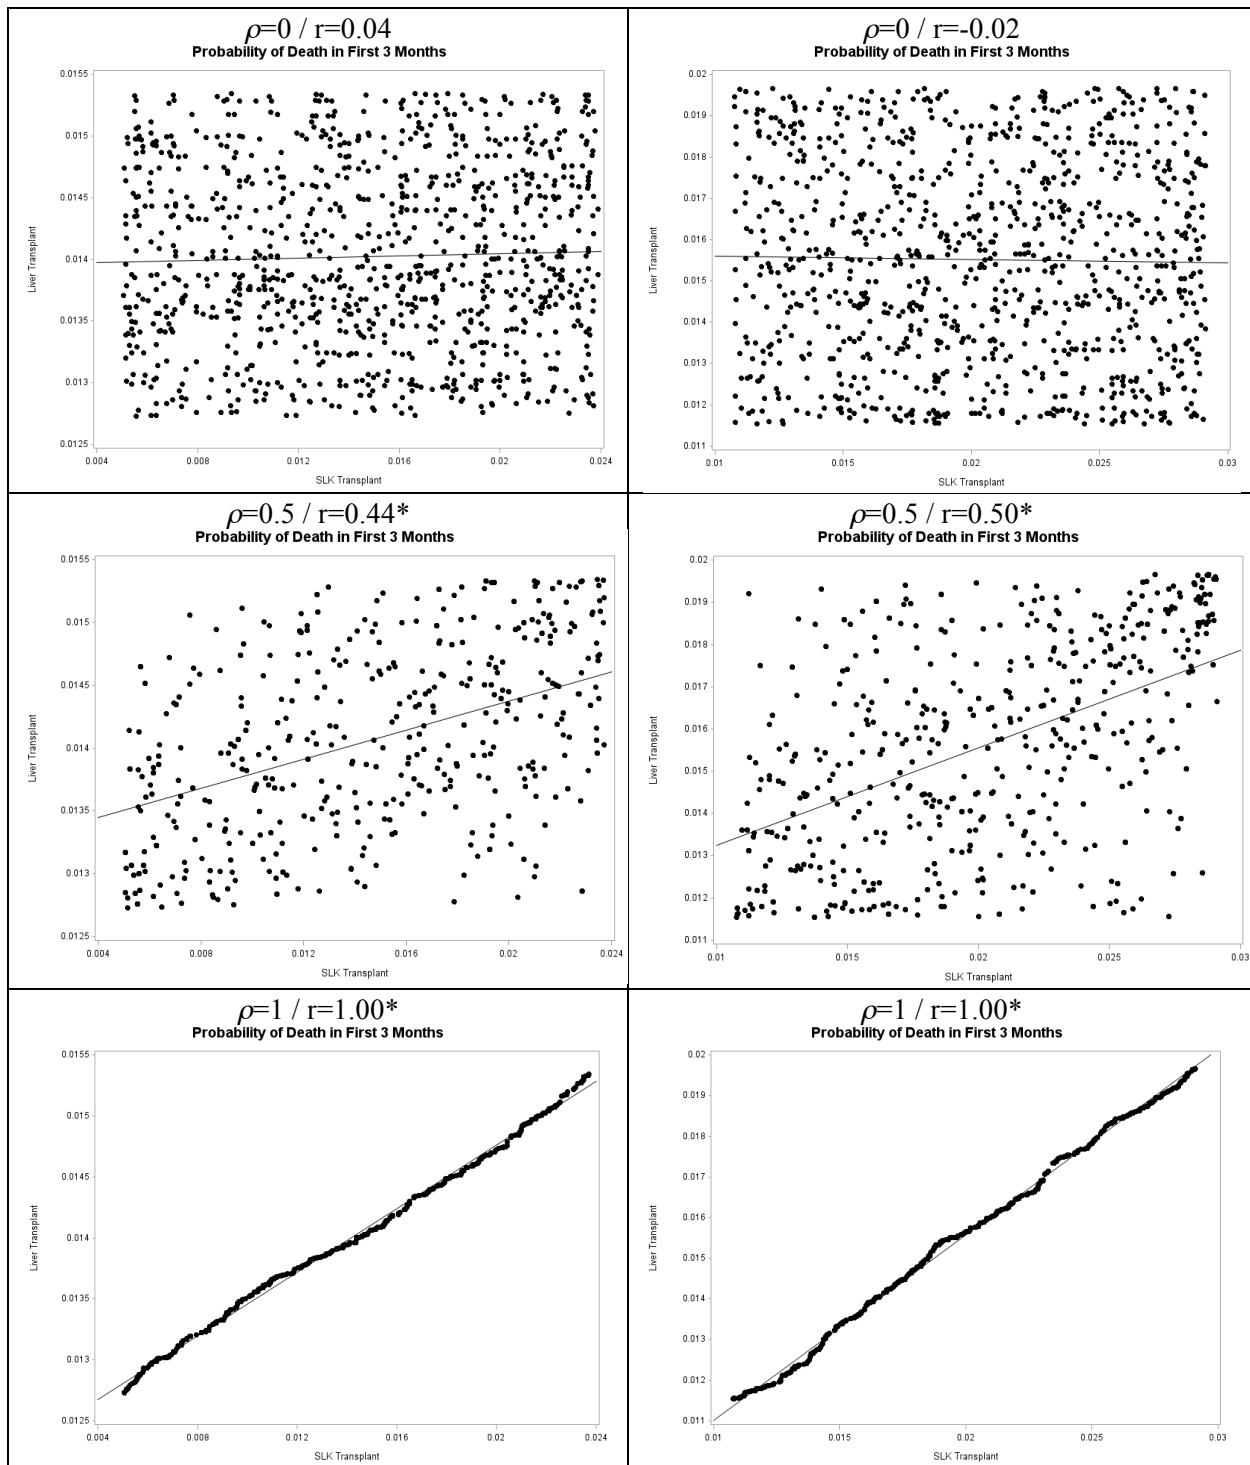 ρ=0 / r=0.04
Probability of Death in First 3 Months
0.0155
0.015
0.0145
0.014
0.0135
0.013
0.0125
Liver Transplant
0.004 0.008 0.012 0.016 0.02 0.024
SLK Transplant
ρ=0 / r=-0.02
Probability of Death in First 3 Months
0.02
0.019
0.018
0.017
0.016
0.015
0.014
0.013
0.012
0.011
Liver Transplant
0.01 0.015 0.02 0.025 0.03
SLK Transplant
ρ=0.5 / r=0.44*
Probability of Death in First 3 Months
0.0155
0.015
0.0145
0.014
0.0135
0.013
0.0125
Liver Transplant
0.004 0.008 0.012 0.016 0.02 0.024
SLK Transplant
ρ=0.5 / r=0.50*
Probability of Death in First 3 Months
0.02
0.019
0.018
0.017
0.016
0.015
0.014
0.013
0.012
0.011
Liver Transplant
0.01 0.015 0.02 0.025 0.03
SLK Transplant
ρ=1 / r=1.00*
Probability of Death in First 3 Months
0.0155
0.015
0.0145
0.014
0.0135
0.013
0.0125
Liver Transplant
0.004 0.008 0.012 0.016 0.02 0.024
SLK Transplant
ρ=1 / r=1.00*
Probability of Death in First 3 Months
0.02
0.019
0.018
0.017
0.016
0.015
0.014
0.013
0.012
0.011
Liver Transplant
0.01 0.015 0.02 0.025 0.03
SLK Transplant